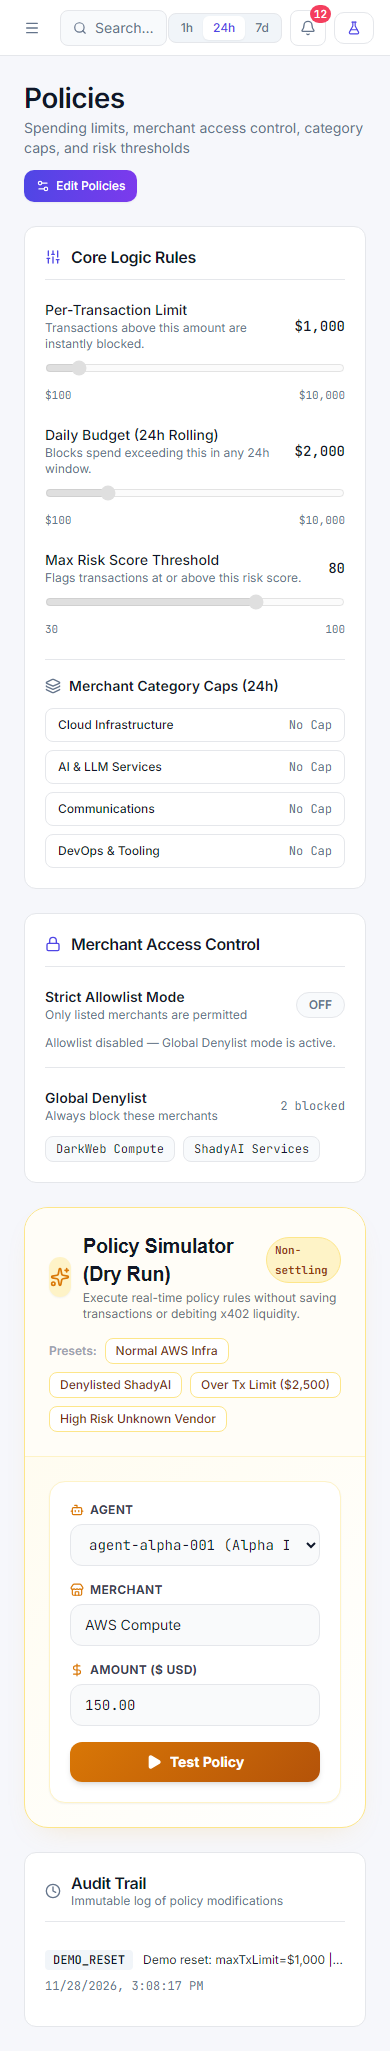 Search...
1h 24h 7d
12
Policies
Spending limits, merchant access control, category
caps, and risk thresholds
Edit Policies
Core Logic Rules
Per-Transaction Limit
Transactions above this amount are
instantly blocked.
$1,000
$100 $10,000
Daily Budget (24h Rolling)
Blocks spend exceeding this in any 24h
window.
$2,000
$100 $10,000
Max Risk Score Threshold
Flags transactions at or above this risk score.
80
30 100
Merchant Category Caps (24h)
Cloud Infrastructure No Cap
AI & LLM Services No Cap
Communications No Cap
DevOps & Tooling No Cap
Merchant Access Control
Strict Allowlist Mode
Only listed merchants are permitted
OFF
Allowlist disabled — Global Denylist mode is active.
Global Denylist
Always block these merchants
2 blocked
DarkWeb Compute ShadyAI Services
Policy Simulator
(Dry Run)
Non-
settling
Execute real-time policy rules without saving
transactions or debiting x402 liquidity.
Presets: Normal AWS Infra
Denylisted ShadyAI Over Tx Limit ($2,500)
High Risk Unknown Vendor
AGENT
agent-alpha-001 (Alpha I
MERCHANT
AWS Compute
AMOUNT ($ USD)
150.00
Test Policy
Audit Trail
Immutable log of policy modifications
DEMO_RESET Demo reset: maxTxLimit=$1,000 |...
11/28/2026, 3:08:17 PM